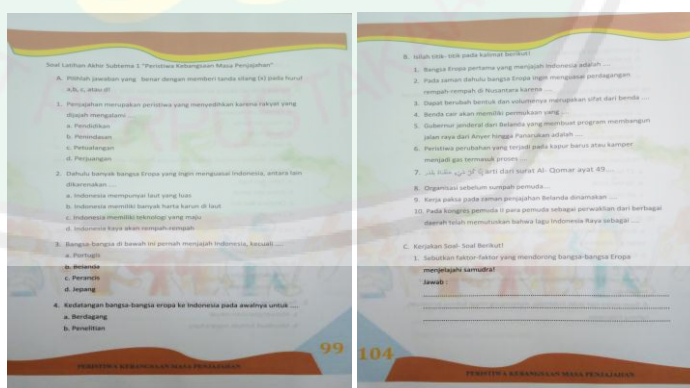 Soal Latihan Akhir Subtema 1 "Peristiwa Kebangsaan Masa Penjajahan"
A. Pilihlah jawaban yang benar dengan memberi tanda silang (x) pada huruf
a,b, c, atau d!
1. Penjajahan merupakan peristiwa yang menyedihkan karena rakyat yang
dijajah mengalami ....
a. Pendidikan
b. Penindasan
c. Petualangan
d. Perjuangan
2. Dahulu banyak bangsa Eropa yang ingin menguasai Indonesia, antara lain
dikarenakan ....
a. Indonesia mempunyai laut yang luas
b. Indonesia memiliki banyak harta karun di laut
c. Indonesia memiliki teknologi yang maju
d. Indonesia kaya akan rempah-rempah
3. Bangsa-bangsa di bawah ini pernah menjajah Indonesia, kecuali ....
a. Portugis
b. Belanda
c. Perancis
d. Jepang
4. Kedatangan bangsa-bangsa eropa ke Indonesia pada awalnya untuk ....
a. Berdagang
b. Penelitian
99
PERISTIWA KEBANGSAAN MASA PENJAJAHAN
B. Isilah titik- titik pada kalimat berikut!
1. Bangsa Eropa pertama yang menjajah Indonesia adalah ....
2. Pada zaman dahulu bangsa Eropa ingin menguasai perdagangan
rempah-rempah di Nusantara karena ....
3. Dapat berubah bentuk dan volumenya merupakan sifat dari benda ....
4. Benda cair akan memiliki permukaan yang ....
5. Gubernur jenderal dari Belanda yang membuat program membangun
jalan raya dari Anyer hingga Panarukan adalah ....
6. Peristiwa perubahan yang terjadi pada kapur barus atau kamper
menjadi gas termasuk proses ....
7. arti dari surat Al- Qomar ayat 49....
8. Organisasi sebelum sumpah pemuda....
9. Kerja paksa pada zaman penjajahan Belanda dinamakan ....
10. Pada kongres pemuda II para pemuda sebagai perwakilan dari berbagai
daerah telah memutuskan bahwa lagu Indonesia Raya sebagai ....
C. Kerjakan Soal- Soal Berikut!
1. Sebutkan faktor-faktor yang mendorong bangsa-bangsa Eropa
menjelajahi samudra!
Jawab :
104
PERISTIWA KEBANGSAAN MASA PENJAJAHAN